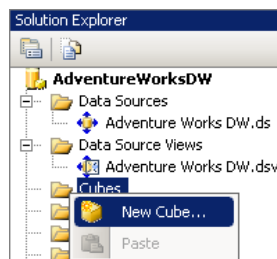 Solution Explorer
AdventureWorksDW
Data Sources
Adventure Works DW.ds
Data Source Views
Adventure Works DW.dsv
Cubes
New Cube...
Paste